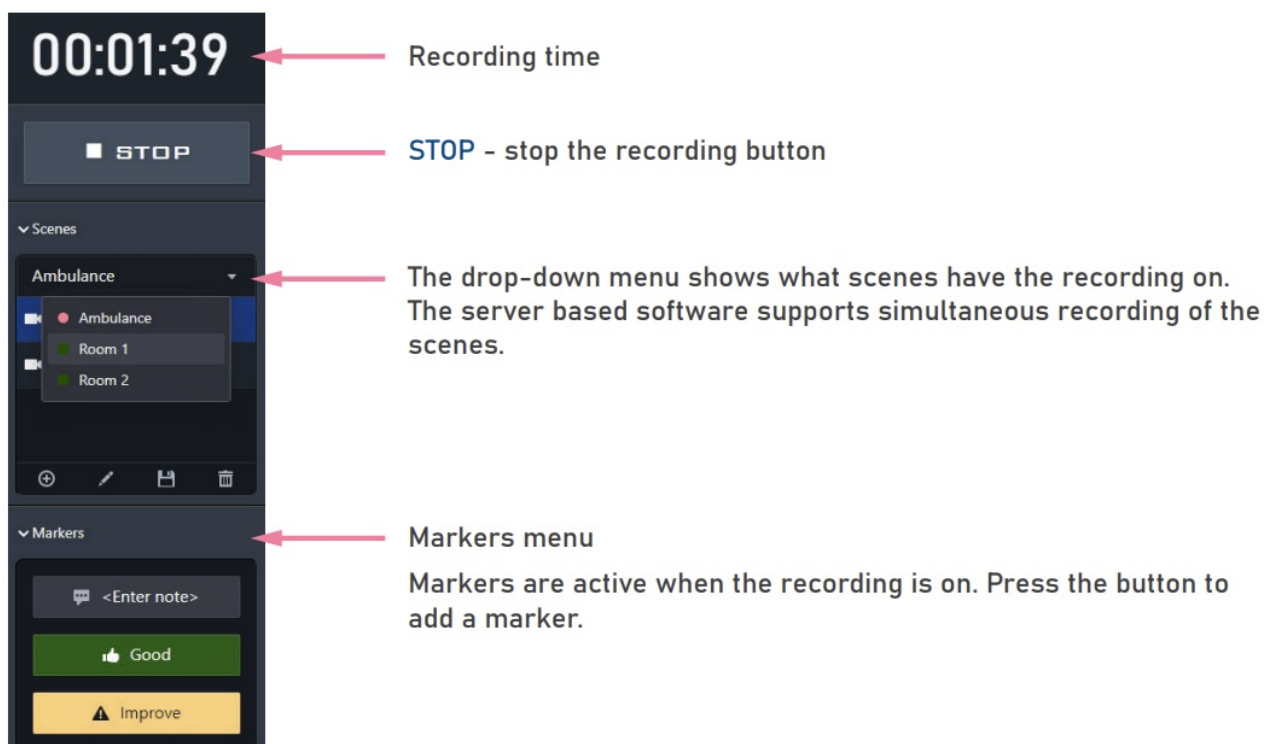 00:01:39
Recording time
STOP
STOP - stop the recording button
Scenes
Ambulance
The drop-down menu shows what scenes have the recording on.
The server based software supports simultaneous recording of the
scenes.
Ambulance
Room 1
Room 2
Markers
Markers menu
Markers are active when the recording is on. Press the button to
add a marker.
<Enter note>
Good
Improve